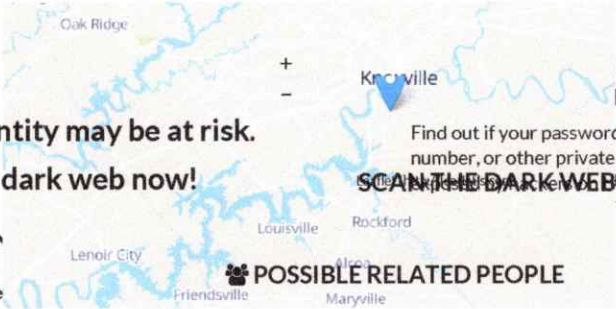 Oak Ridge
+
Knoxville
–
ntity may be at risk.
Find out if your password
number, or other private
dark web now!
SCAN THE DARK WEB
Louisville
Rockford
Lenoir City
Alcoa
POSSIBLE RELATED PEOPLE
Friendsville
Maryville